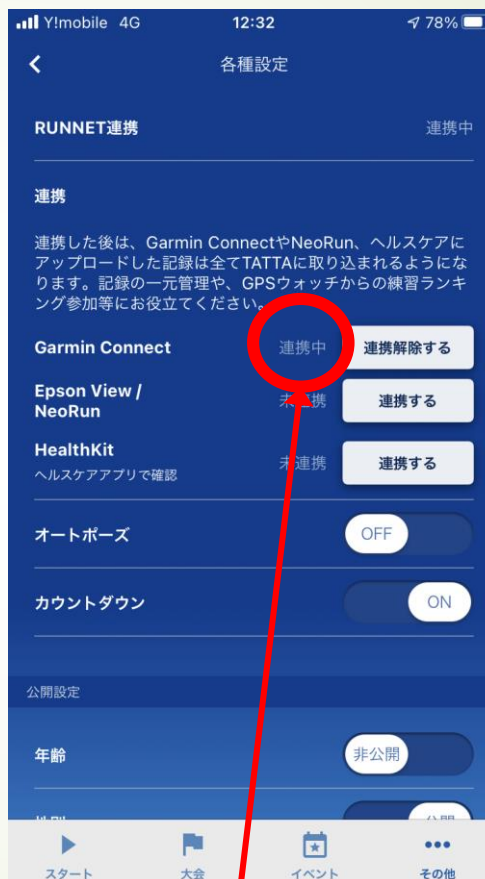 Y!mobile 4G 12:32 78%
各種設定
RUNNET連携 連携中
連携
連携した後は、Garmin ConnectやNeoRun、ヘルスケアに
アップロードした記録は全てTATTAに取り込まれるようにな
ります。記録の一元管理や、GPSウォッチからの練習ランキ
ング参加等にお役立てください。
Garmin Connect 連携中 連携解除する
Epson View /
NeoRun 未連携 連携する
HealthKit
ヘルスケアアプリで確認 未連携 連携する
オートポーズ OFF
カウントダウン ON
公開設定
年齢 非公開
スタート 大会 イベント その他